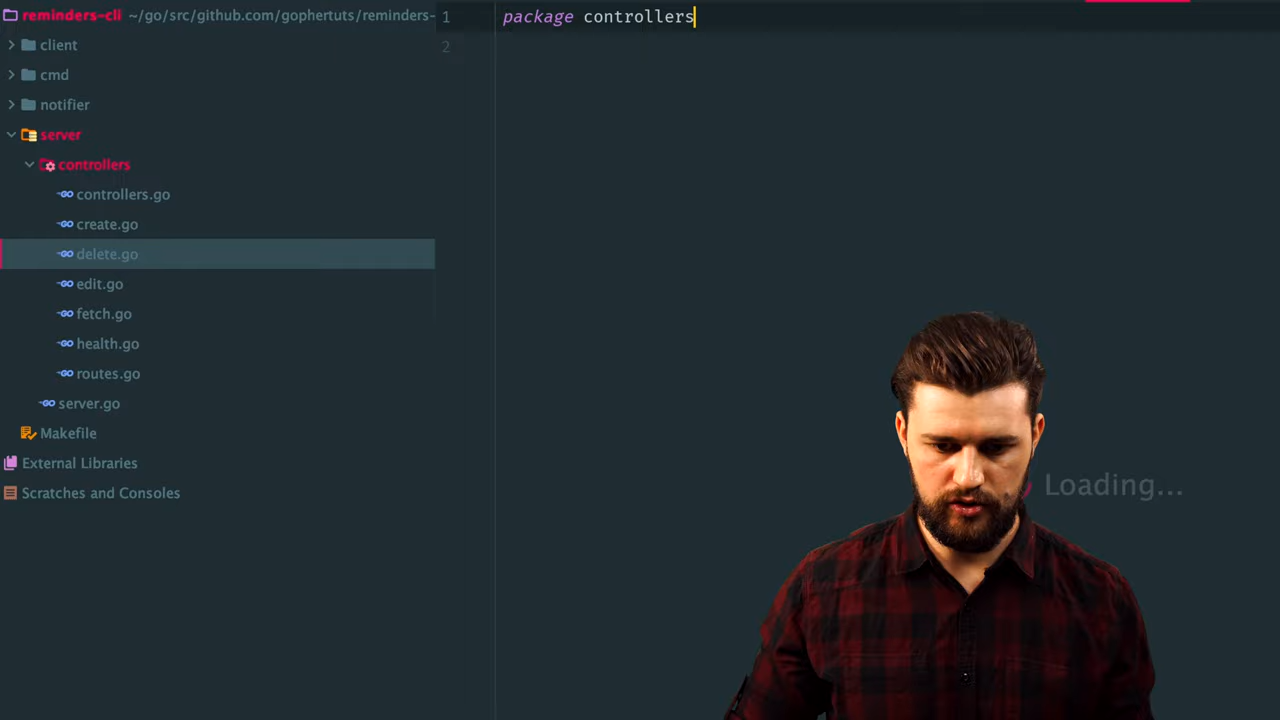 reminders-cli ~/go/src/github.com/gophertuts/reminders-
client
cmd
notifier
server
controllers
controllers.go
create.go
delete.go
edit.go
fetch.go
health.go
routes.go
server.go
Makefile
External Libraries
Scratches and Consoles
1 package controllers
2
Loading...